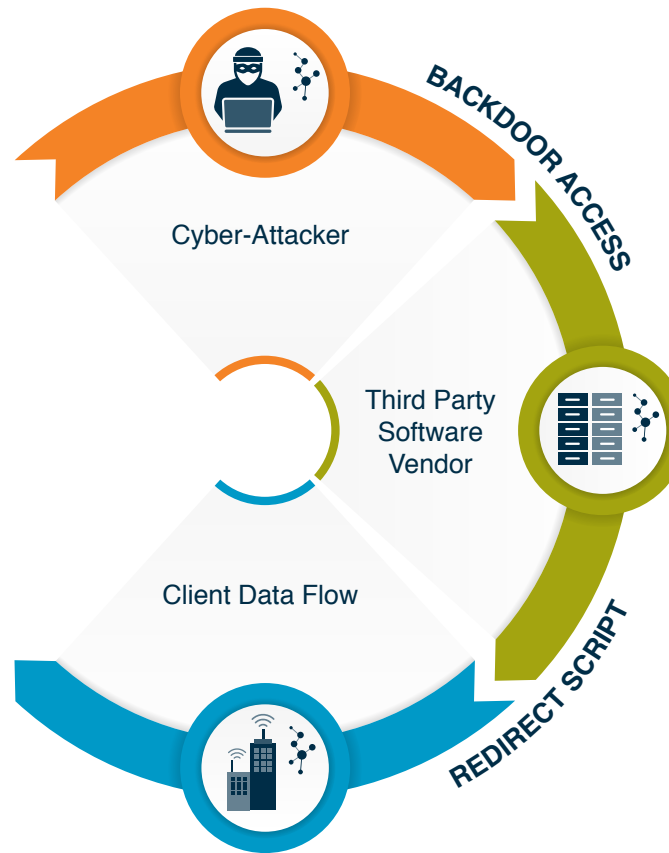 BACKDOOR ACCESS
Cyber-Attacker
Third Party
Software
Vendor
Client Data Flow
REDIRECT SCRIPT